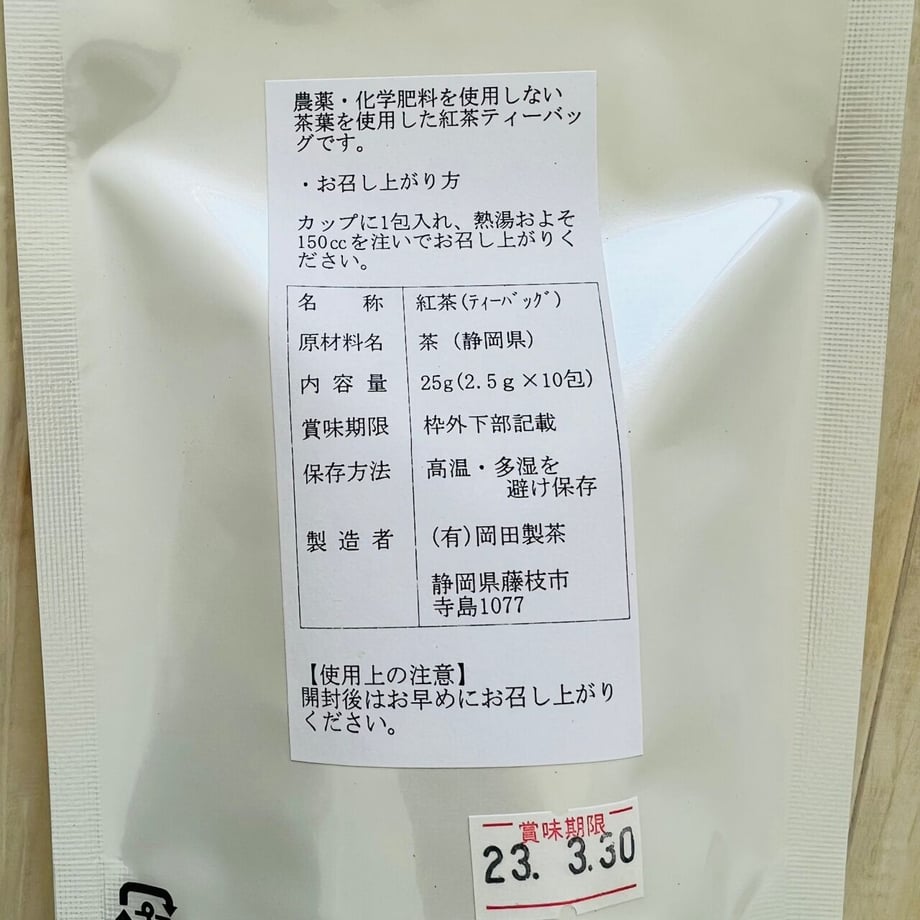 農薬・化学肥料を使用しない
茶葉を使用した紅茶ティーバッ
グです。
・お召し上がり方
カップに1包入れ、熱湯およそ
150㏄を注いでお召し上がりく
ださい。
名　称　紅茶(ﾃｨｰﾊﾞｯｸﾞ)
原材料名　茶（静岡県）
内容量　25g(2.5ｇ×10包)
賞味期限　枠外下部記載
保存方法　高温・多湿を
避け保存
製造者　(有)岡田製茶
静岡県藤枝市
寺島1077
【使用上の注意】
開封後はお早めにお召し上がり
ください。
賞味期限
23. 3.30